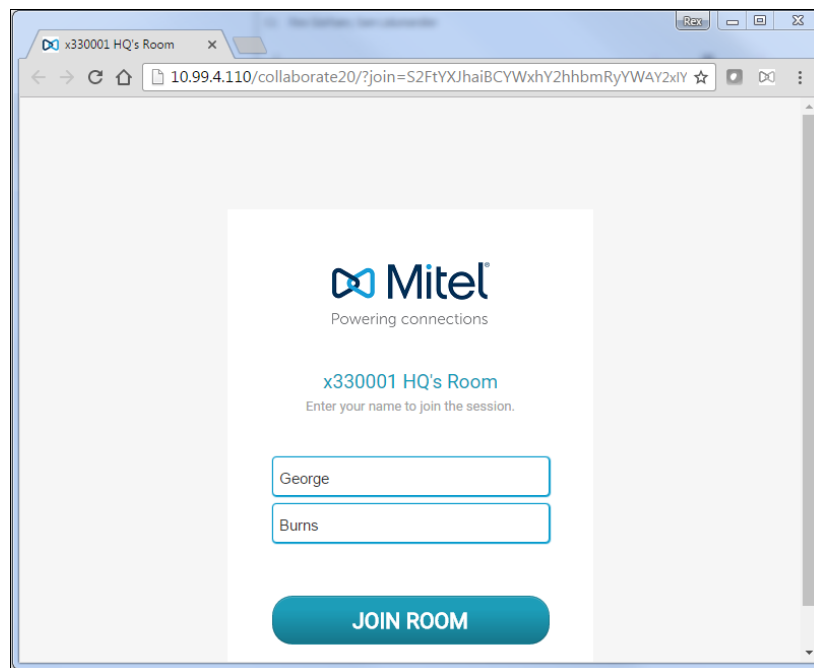 Rex
x330001 HQ's Room
10.99.4.110/collaborate20/?join=S2FtYXJhaiBCYWxhY2hhbmRyYWAY2xlY
Mitel®
Powering connections
x330001 HQ's Room
Enter your name to join the session.
George
Burns
JOIN ROOM